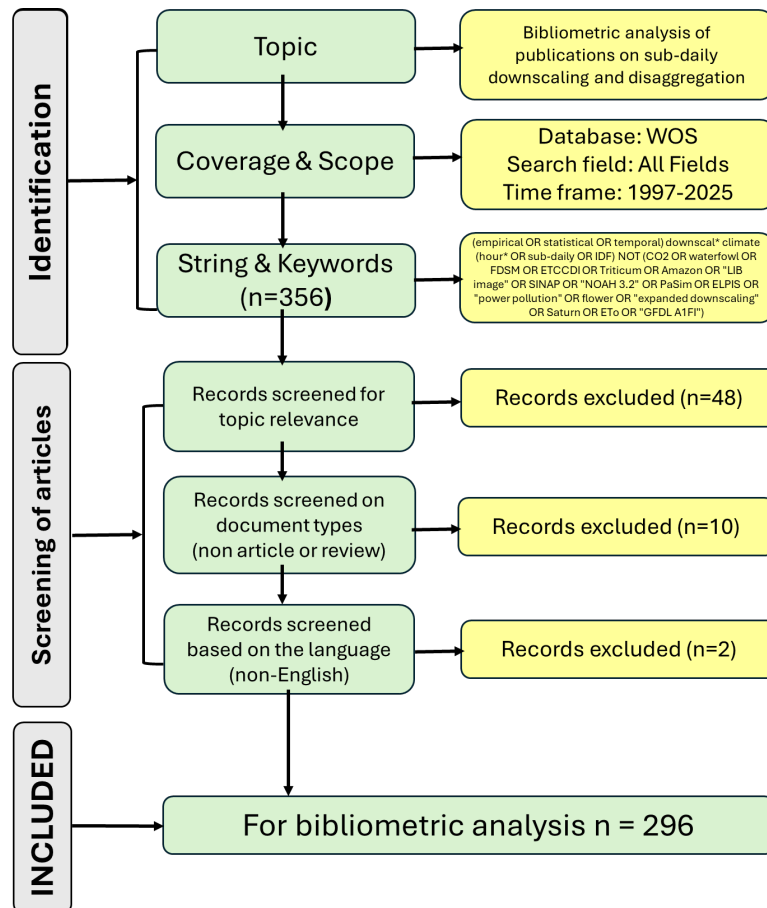 Identification
Topic
Bibliometric analysis of
publications on sub-daily
downscaling and disaggregation
Coverage & Scope
Database: WOS
Search field: All Fields
Time frame: 1997-2025
String & Keywords
(n=356)
(empirical OR statistical OR temporal) downscal* climate
(hour* OR sub-daily OR IDF) NOT (CO2 OR waterfowl OR
FDSM OR ETCCDI OR Triticum OR Amazon OR "LIB
image" OR SINAP OR "NOAH 3.2" OR PaSim OR ELPIS OR
"power pollution" OR flower OR "expanded downscaling"
OR Saturn OR ETo OR "GFDL A1FI")
Screening of articles
Records screened for
topic relevance
Records excluded (n=48)
Records screened on
document types
(non article or review)
Records excluded (n=10)
Records screened
based on the language
(non-English)
Records excluded (n=2)
INCLUDED
For bibliometric analysis n = 296